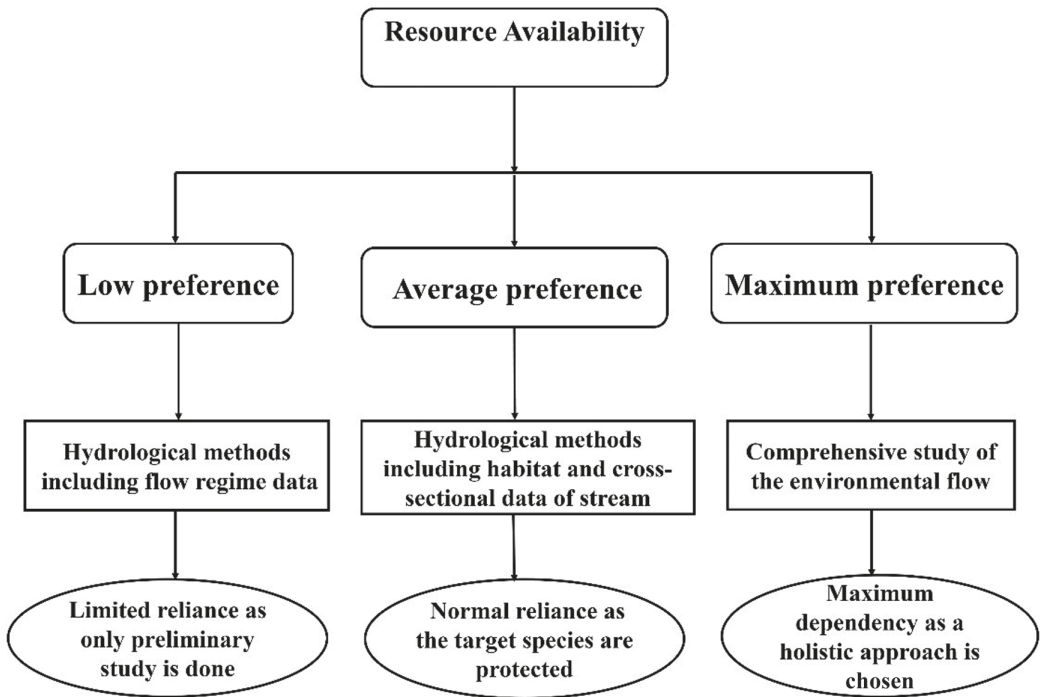 Resource Availability
Low preference
Average preference
Maximum preference
Hydrological methods
including flow regime data
Hydrological methods
including habitat and cross-
sectional data of stream
Comprehensive study of
the environmental flow
Limited reliance as
only preliminary
study is done
Normal reliance as
the target species are
protected
Maximum
dependency as a
holistic approach is
chosen